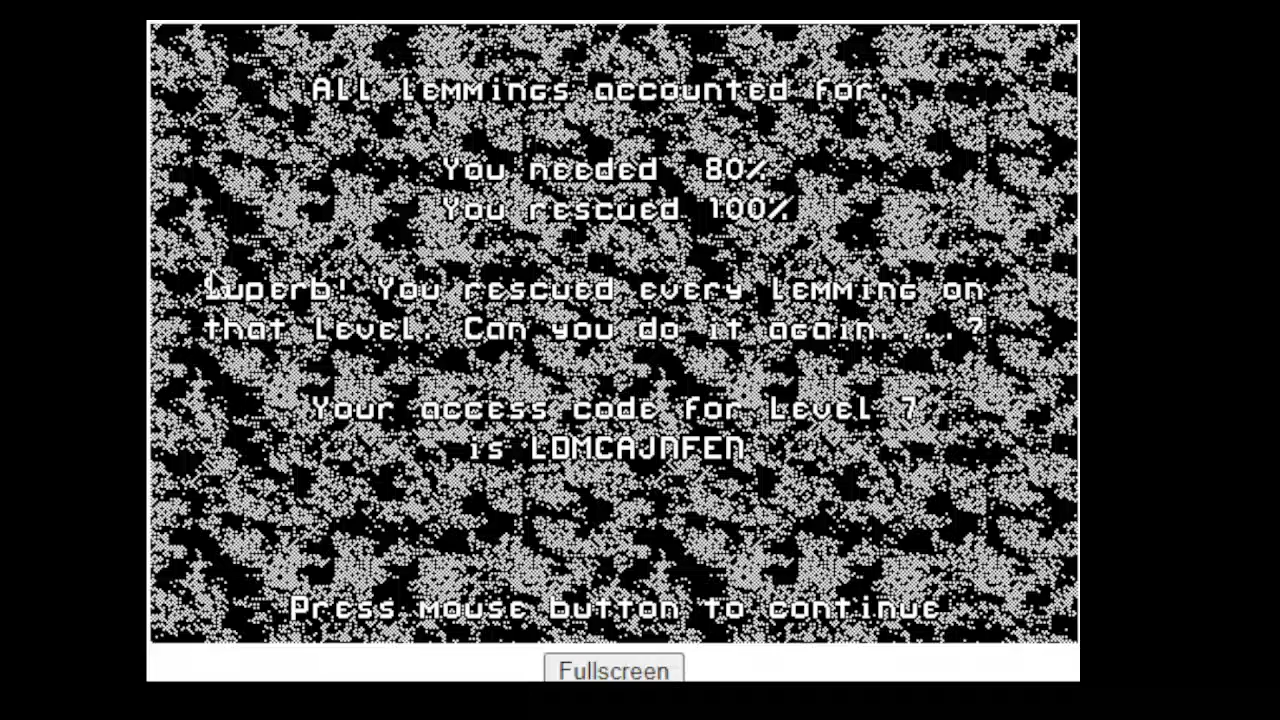 All lemmings accounted for.
You needed 80%
You rescued 100%
Superb! You rescued every lemming on
that level. Can you do it again. . .?
Your access code for Level 7
is LDMCAJNFEN
Press mouse button to continue
Fullscreen